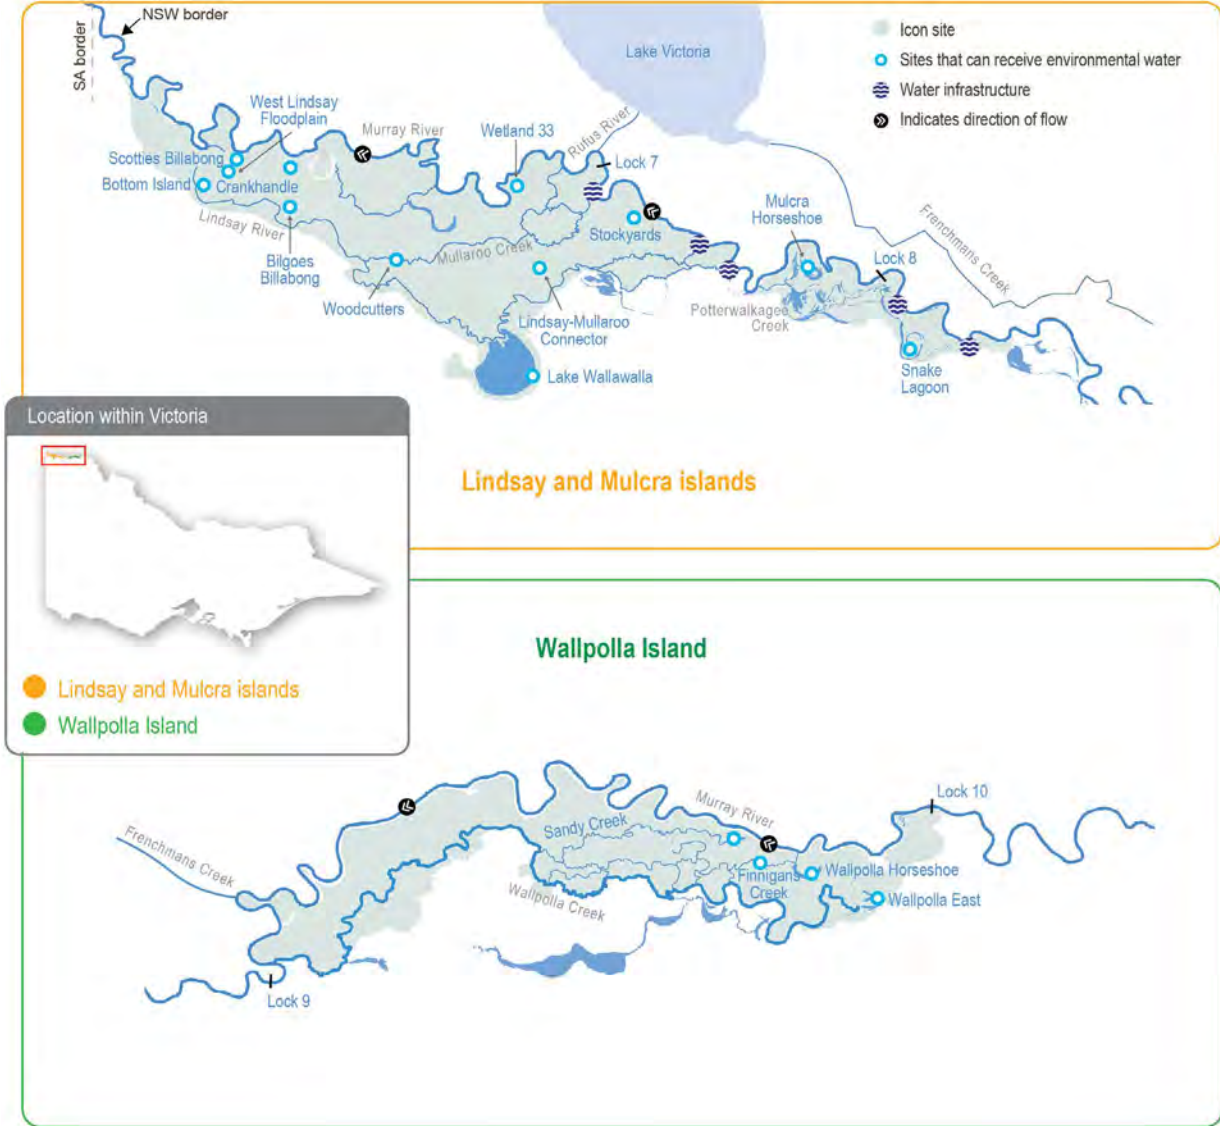 NSW border
SA border
Lake Victoria
Icon site
Sites that can receive environmental water
Water infrastructure
Indicates direction of flow
West Lindsay
Floodplain
Murray River
Wetland 33
Rufus River
Lock 7
Scotties Billabong
Bottom Island
Crankhandle
Lindsay River
Bilgoes
Billabong
Mullaroo Creek
Woodcutters
Stockyards
Lindsay-Mullaroo
Connector
Lake Wallawalla
Mulcra
Horseshoe
Lock 8
Frenchmans Creek
Potterwalkagee
Creek
Snake
Lagoon
Lindsay and Mulcra islands
Location within Victoria
Lindsay and Mulcra islands
Wallpolla Island
Wallpolla Island
Lock 10
Murray River
Sandy Creek
Frenchmans Creek
Finnigans
Creek
Wallpolla Horseshoe
Wallpolla Creek
Wallpolla East
Lock 9